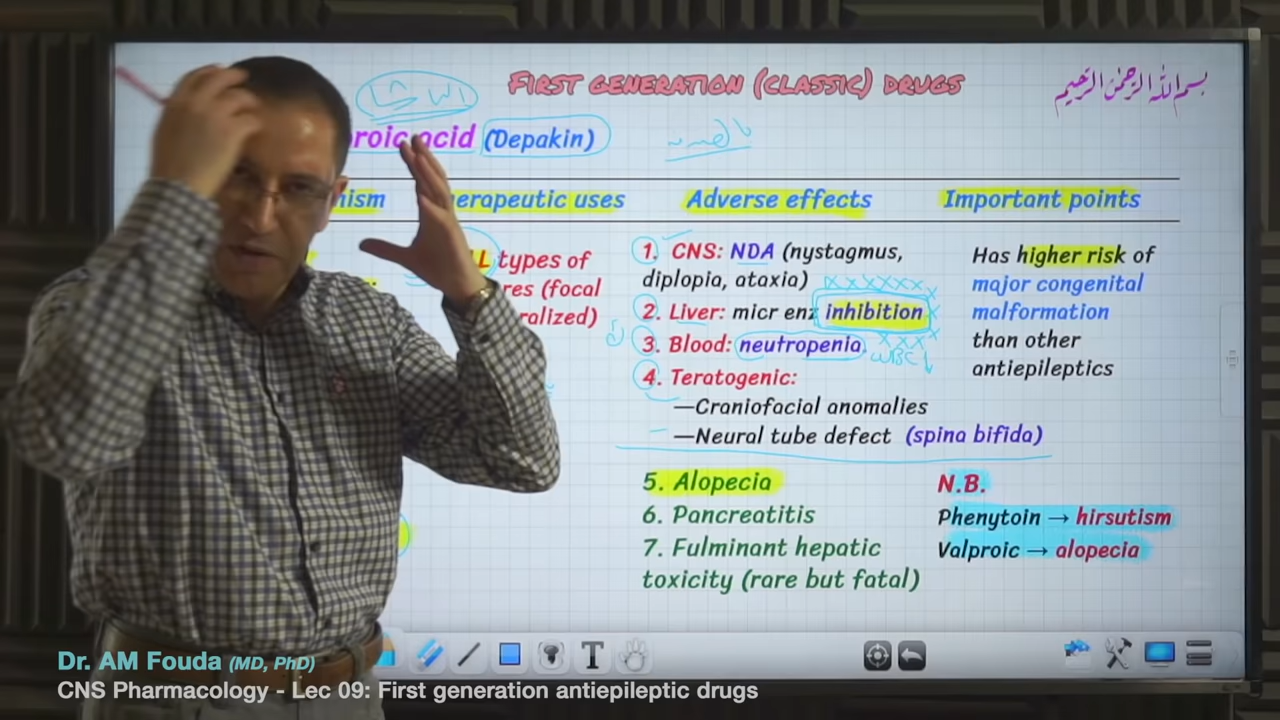 FIRST GENERATION (CLASSIC) DRUGS
بسم الله الرحمن الرحيم
roic acid (Depakin)
nism
erapeutic uses
Adverse effects
Important points
LL types of
res (focal
ralized)
1. CNS: NDA (nystagmus,
diplopia, ataxia)
2. Liver: micr enz inhibition
3. Blood: neutropenia
WBC↓
4. Teratogenic:
—Craniofacial anomalies
—Neural tube defect (spina bifida)
5. Alopecia
6. Pancreatitis
7. Fulminant hepatic
toxicity (rare but fatal)
Has higher risk of
major congenital
malformation
than other
antiepileptics
N.B.
Phenytoin → hirsutism
Valproic → alopecia
T
Dr. AM Fouda (MD, PhD)
CNS Pharmacology - Lec 09: First generation antiepileptic drugs